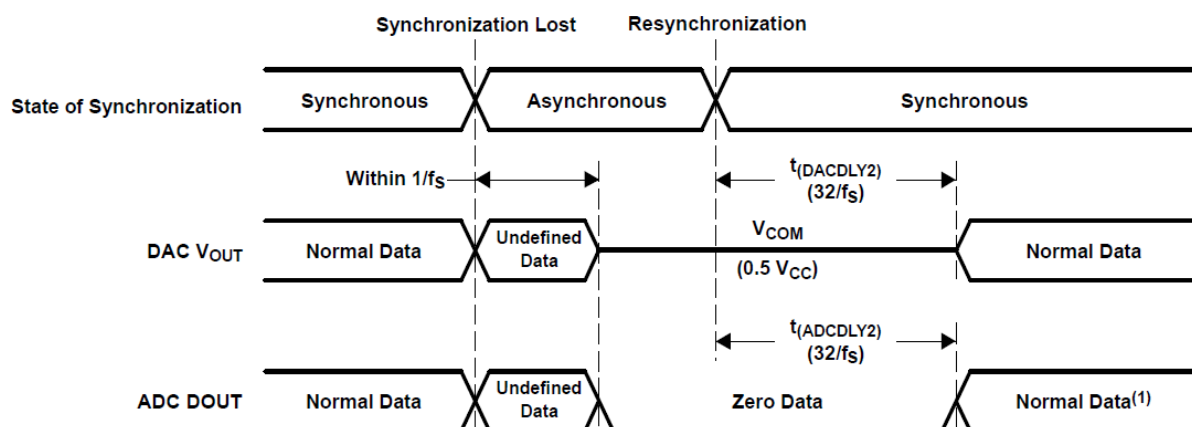 Synchronization Lost
Resynchronization
State of Synchronization
Synchronous
Asynchronous
Synchronous
Within 1/fS
t(DACDLY2)
(32/fS)
DAC VOUT
Normal Data
Undefined
Data
VCOM
(0.5 VCC)
Normal Data
t(ADCDLY2)
(32/fS)
ADC DOUT
Normal Data
Undefined
Data
Zero Data
Normal Data(1)